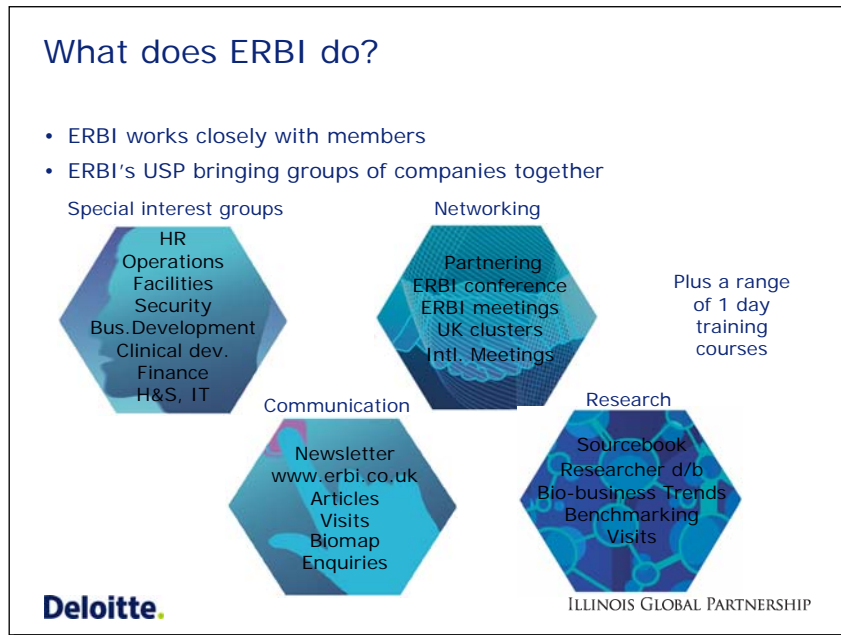 What does ERBI do?
• ERBI works closely with members
• ERBI's USP bringing groups of companies together
Special interest groups
HR
Operations
Facilities
Security
Bus.Development
Clinical dev.
Finance
H&S, IT
Networking
Partnering
ERBI conference
ERBI meetings
UK clusters
Intl. Meetings
Plus a range
of 1 day
training
courses
Communication
Newsletter
www.erbi.co.uk
Articles
Visits
Biomap
Enquiries
Research
Sourcebook
Researcher d/b
Bio-business Trends
Benchmarking
Visits
Deloitte.
ILLINOIS GLOBAL PARTNERSHIP